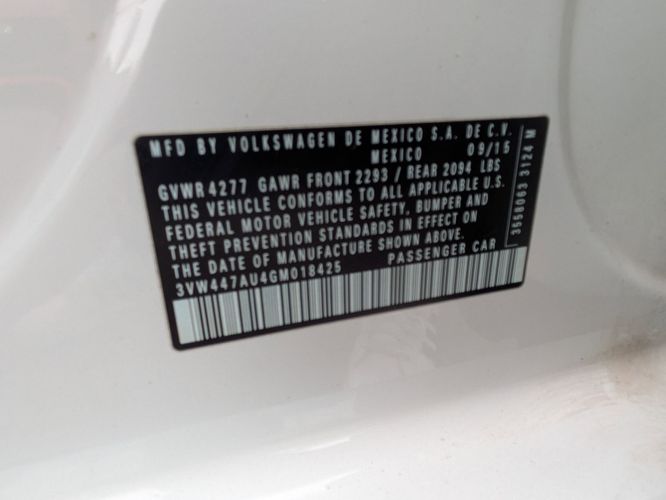 MFD BY VOLKSWAGEN DE MEXICO S.A. DE C.V.
MEXICO 09/15
GVWR 4277 GAWR FRONT 2293 / REAR 2094 LBS
THIS VEHICLE CONFORMS TO ALL APPLICABLE U.S.
FEDERAL MOTOR VEHICLE SAFETY, BUMPER AND
THEFT PREVENTION STANDARDS IN EFFECT ON
THE DATE OF MANUFACTURE SHOWN ABOVE.
3VW447AU4GM018425 PASSENGER CAR
3558063 3124 M